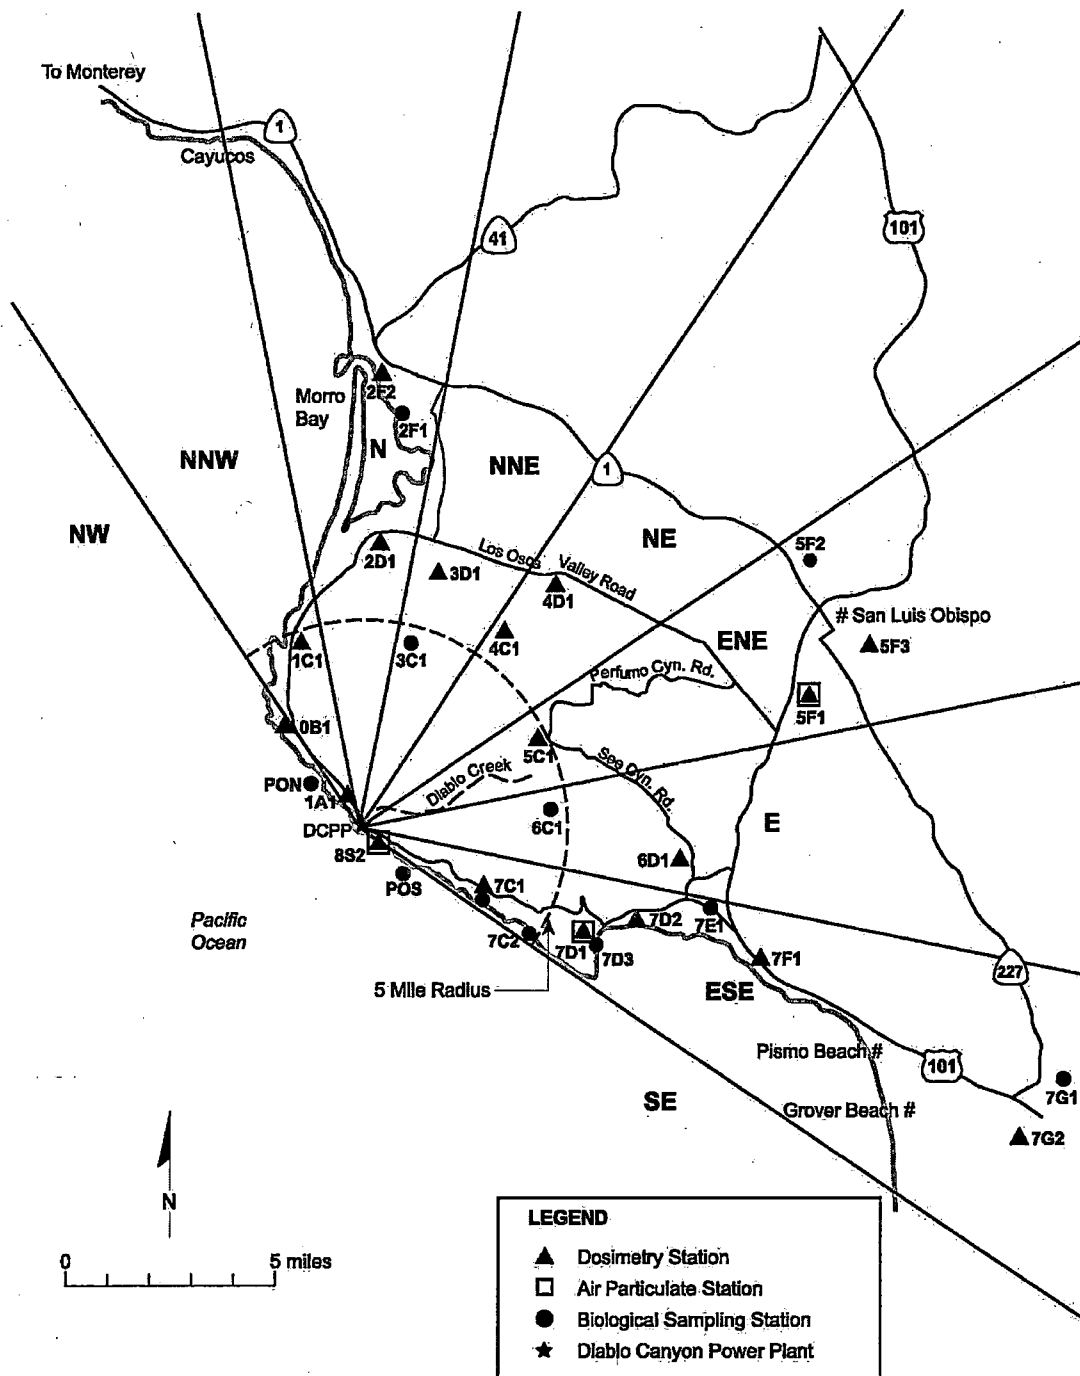 To Monterey
1
Cayucos
41
101
Morro
Bay
2F2
2F1
N
NNW
NNE
1
NW
NE
5F2
Los Osos Valley Road
2D1
3D1
4D1
# San Luis Obispo
5F3
ENE
1C1
3C1
4C1
Perfumo Cyn. Rd.
5F1
0B1
5C1
See Cyn. Rd.
Diablo Creek
PON
1A1
DCPP
6C1
E
8S2
6D1
POS
7C1
Pacific
Ocean
7C2
7D1
7D2
7E1
7D3
7F1
5 Mile Radius
ESE
227
Pismo Beach #
101
SE
Grover Beach #
7G1
7G2
N
0
5 miles
LEGEND
Dosimetry Station
Air Particulate Station
Biological Sampling Station
Diablo Canyon Power Plant